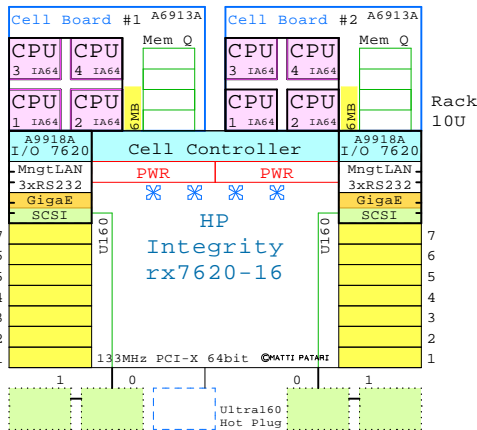 Cell Board #1 A6913A
Cell Board #2 A6913A
Mem Q
Mem Q
CPU CPU
3 IA64 4 IA64
CPU CPU
1 IA64 2 IA64
6MB
CPU CPU
3 IA64 4 IA64
CPU CPU
1 IA64 2 IA64
6MB
Rack
10U
A9918A
I/O 7620
Cell Controller
A9918A
I/O 7620
MngtLAN
3xRS232
GigaE
SCSI
PWR PWR
MngtLAN
3xRS232
GigaE
SCSI
U160
U160
HP
Integrity
rx7620-16
7
6
5
4
3
2
1
7
6
5
4
3
2
1
133MHz PCI-X 64bit ©MATTI PATARI
1 0 0 1
Ultra160
Hot Plug